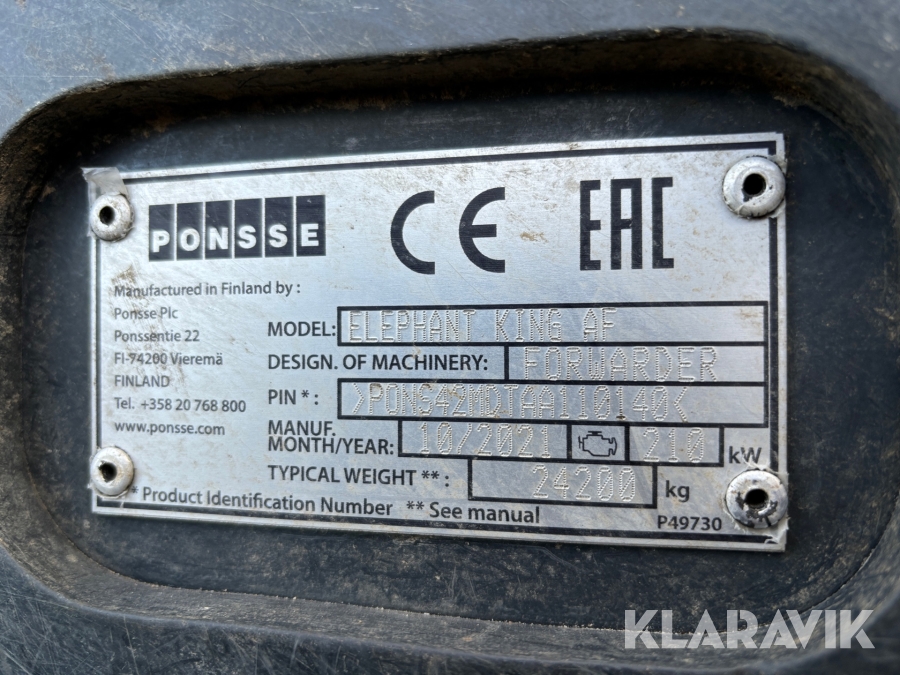 PONSSE
CE
EAC
Manufactured in Finland by :
Ponsse Plc
Ponssentie 22
FI-74200 Vieremä
FINLAND
Tel. +358 20 768 800
www.ponsse.com
MODEL: ELEPHANT KING AF
DESIGN. OF MACHINERY: FORWARDER
PIN * : >PONS42MDTAA110140<
MANUF.
MONTH/YEAR: 10/2021 210 kW
TYPICAL WEIGHT ** : 24200 kg
* Product Identification Number ** See manual
P49730
KLARAVIK